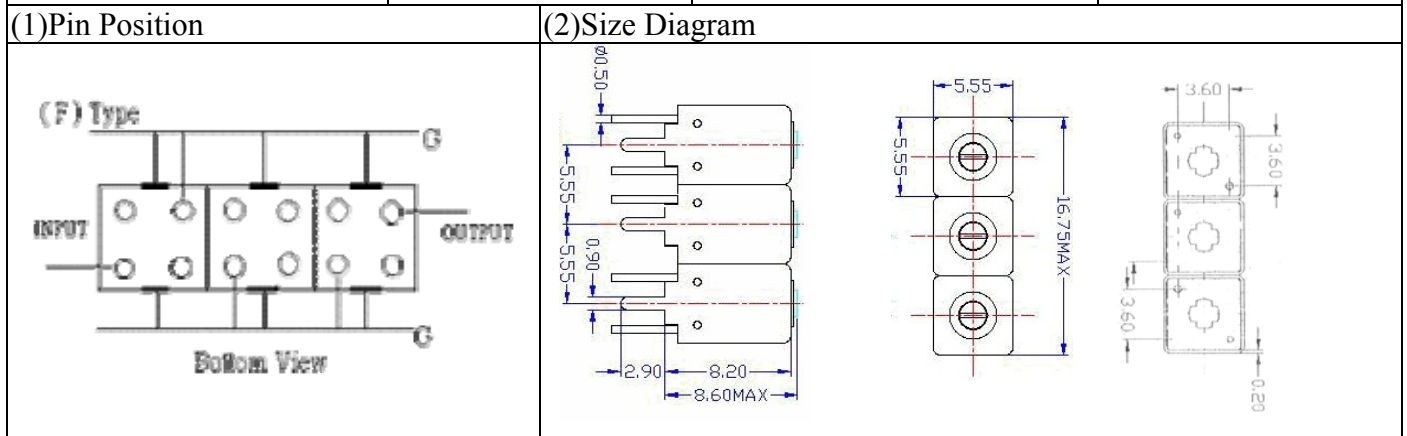 (1)Pin Position
(2)Size Diagram
(F) Type
G
INPUT
OUTPUT
G
Bottom View
ø0.50
5.55
5.55
0.90
2.90
8.20
8.60MAX
5.55
5.55
16.75MAX
3.60
3.60
3.60
0.20